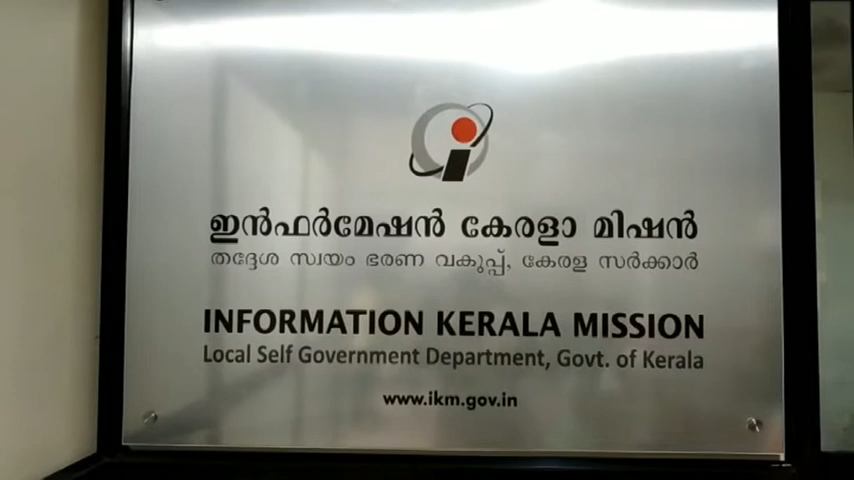 ഇൻഫർമേഷൻ കേരളാ മിഷൻ
തദ്ദേശ സ്വയം ഭരണ വകുപ്പ്, കേരള സർക്കാർ
INFORMATION KERALA MISSION
Local Self Government Department, Govt. of Kerala
www.ikm.gov.in